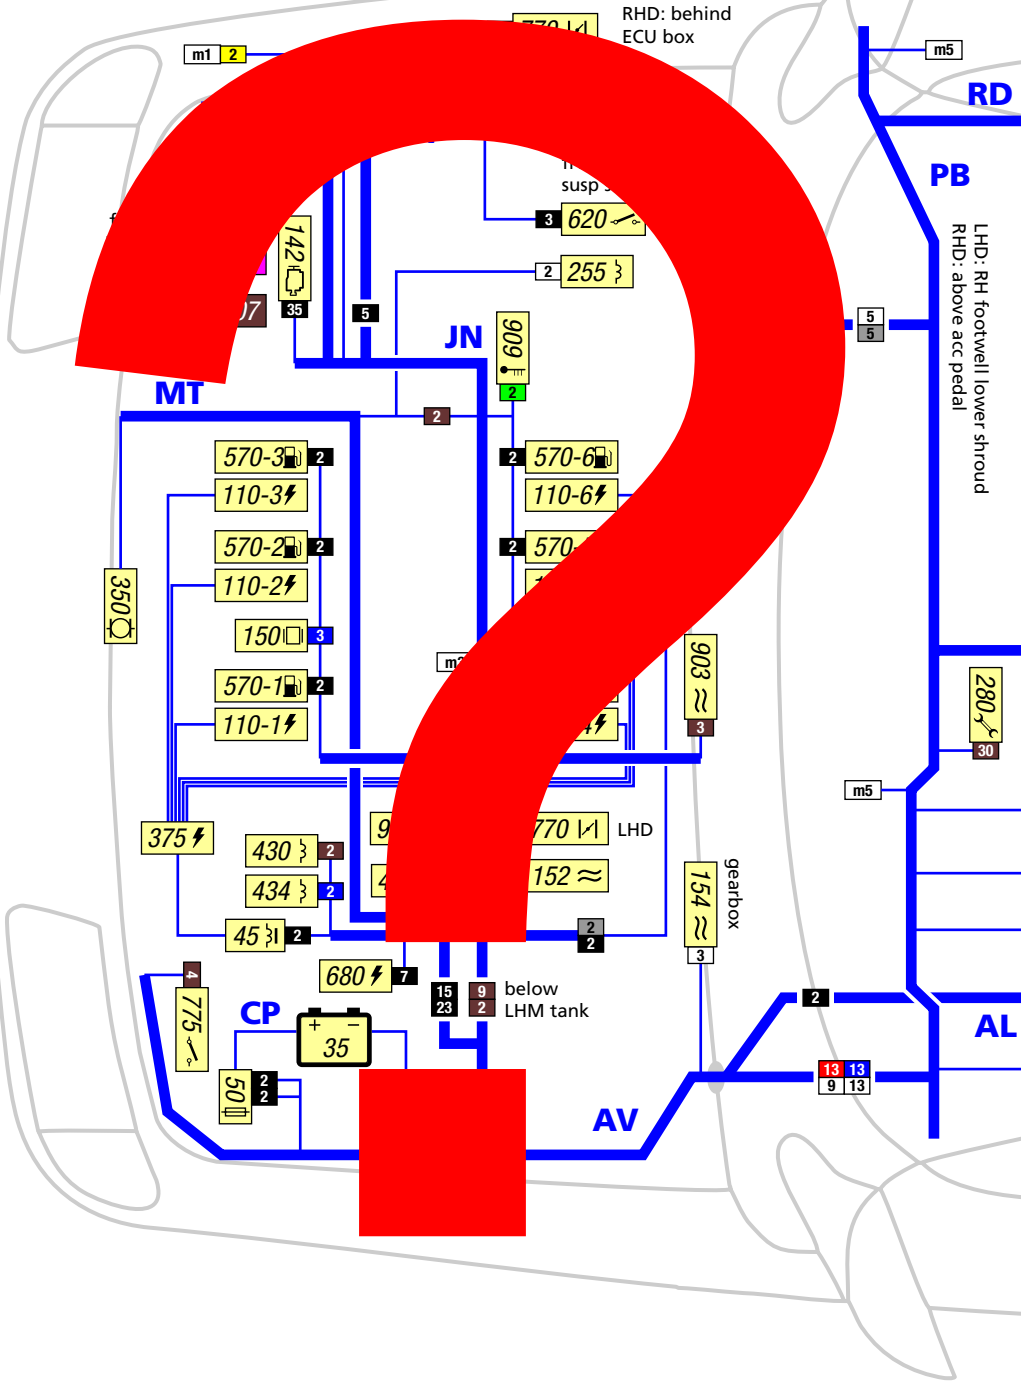 RHD: behind
ECU box
m1 2
m5
RD
PB
3 620
2 255
142
35
5
JN
909
2
5
5
LHD: RH footwell lower shroud
RHD: above acc pedal
MT
2
570-3 2
2 570-6
110-3
110-6
570-2 2
2
110-2
350
150 3
570-1 2
903
3
110-1
280
30
m5
375
430 2
434 2
770 LHD
152
154
3
gearbox
45 2
2
2
680 7
4
775
15
23
9
2
below
LHM tank
CP
+ −
35
50
2
2
2
AL
13 13
9 13
AV